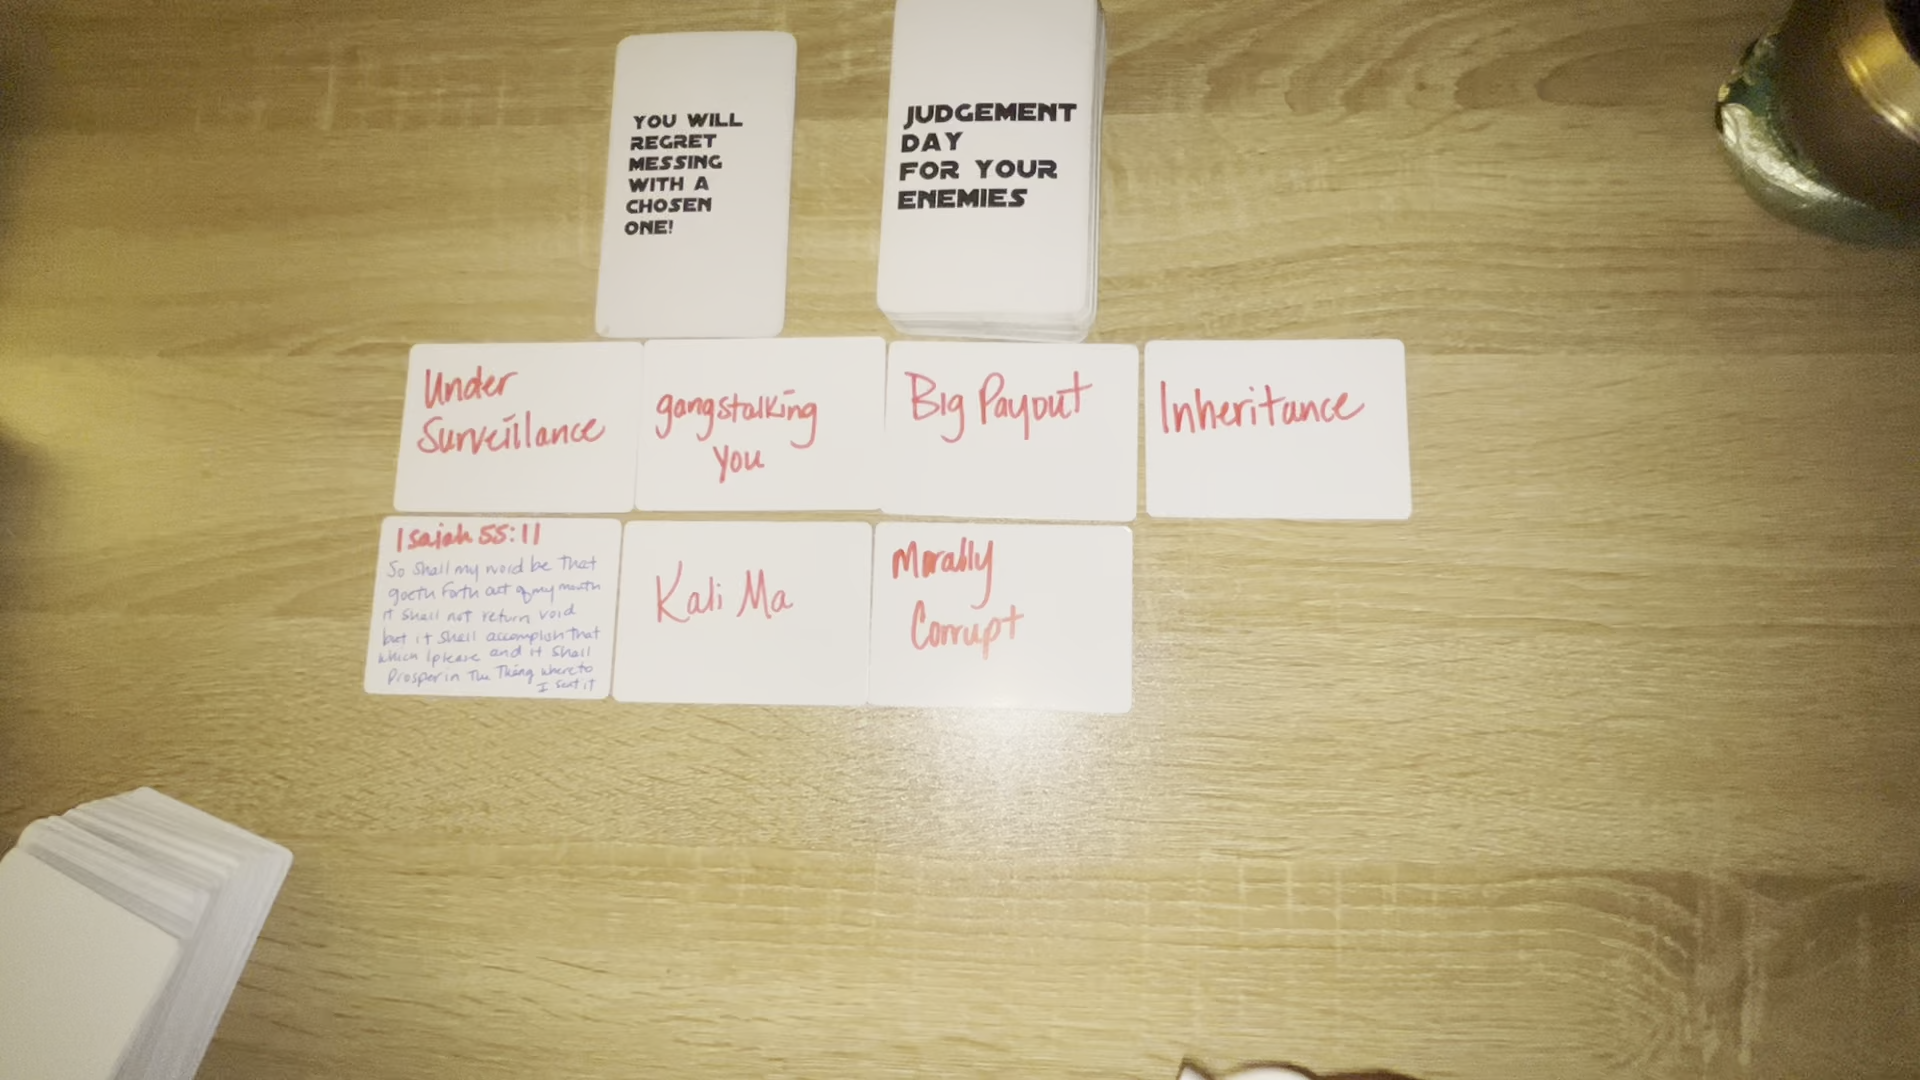 YOU WILL
REGRET
MESSING
WITH A
CHOSEN
ONE!
JUDGEMENT
DAY
FOR YOUR
ENEMIES
Under
Surveillance
gangstalking
You
Big Payout
Inheritance
Isaiah 55:11
So shall my word be that
goeth forth out of my mouth
it shall not return void
but it shall accomplish that
which I please and it shall
Prosper in The Thing whereto
I sent it
Kali Ma
Morally
Corrupt